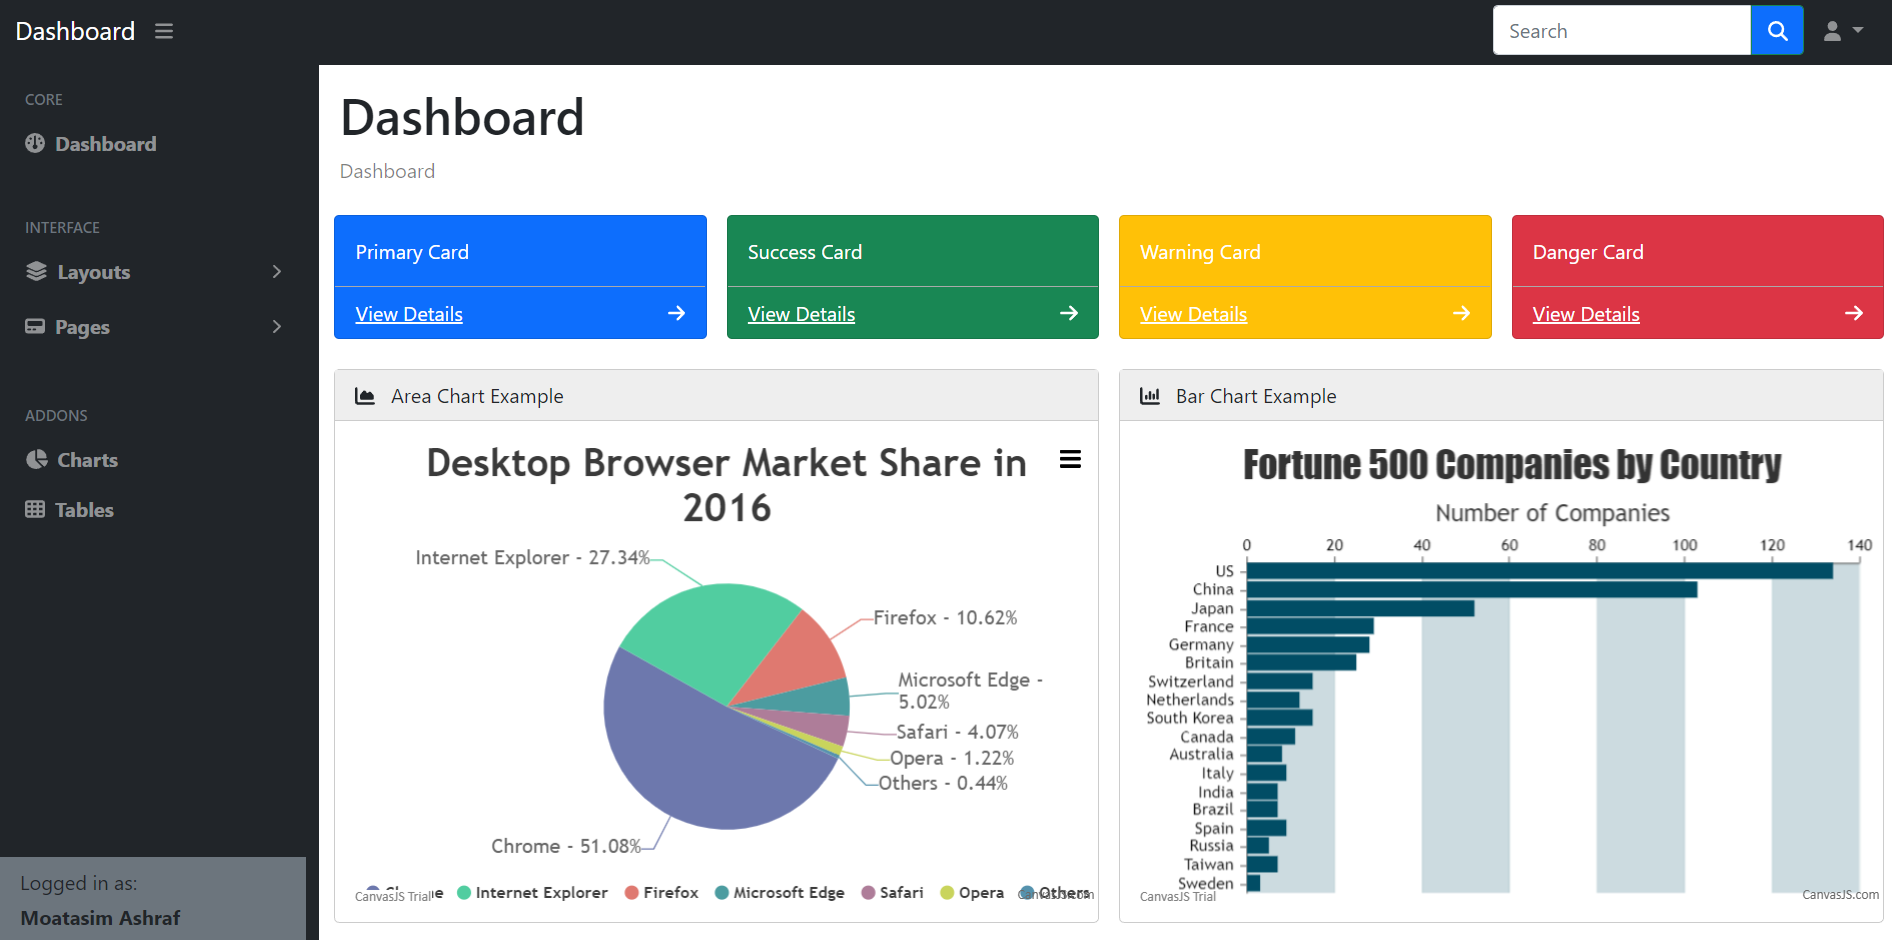 Dashboard
Search
CORE
Dashboard
INTERFACE
Layouts
Pages
ADDONS
Charts
Tables
Logged in as:
Moatasim Ashraf
Dashboard
Dashboard
Primary Card
View Details
Success Card
View Details
Warning Card
View Details
Danger Card
View Details
Area Chart Example
Desktop Browser Market Share in
2016
Internet Explorer - 27.34%
Firefox - 10.62%
Microsoft Edge -
5.02%
Safari - 4.07%
Opera - 1.22%
Others - 0.44%
Chrome - 51.08%
Internet Explorer Firefox Microsoft Edge Safari Opera Others
CanvasJS Trial
CanvasJS.com
Bar Chart Example
Fortune 500 Companies by Country
Number of Companies
0 20 40 60 80 100 120 140
US
China
Japan
France
Germany
Britain
Switzerland
Netherlands
South Korea
Canada
Australia
Italy
India
Brazil
Spain
Russia
Taiwan
Sweden
CanvasJS Trial
CanvasJS.com